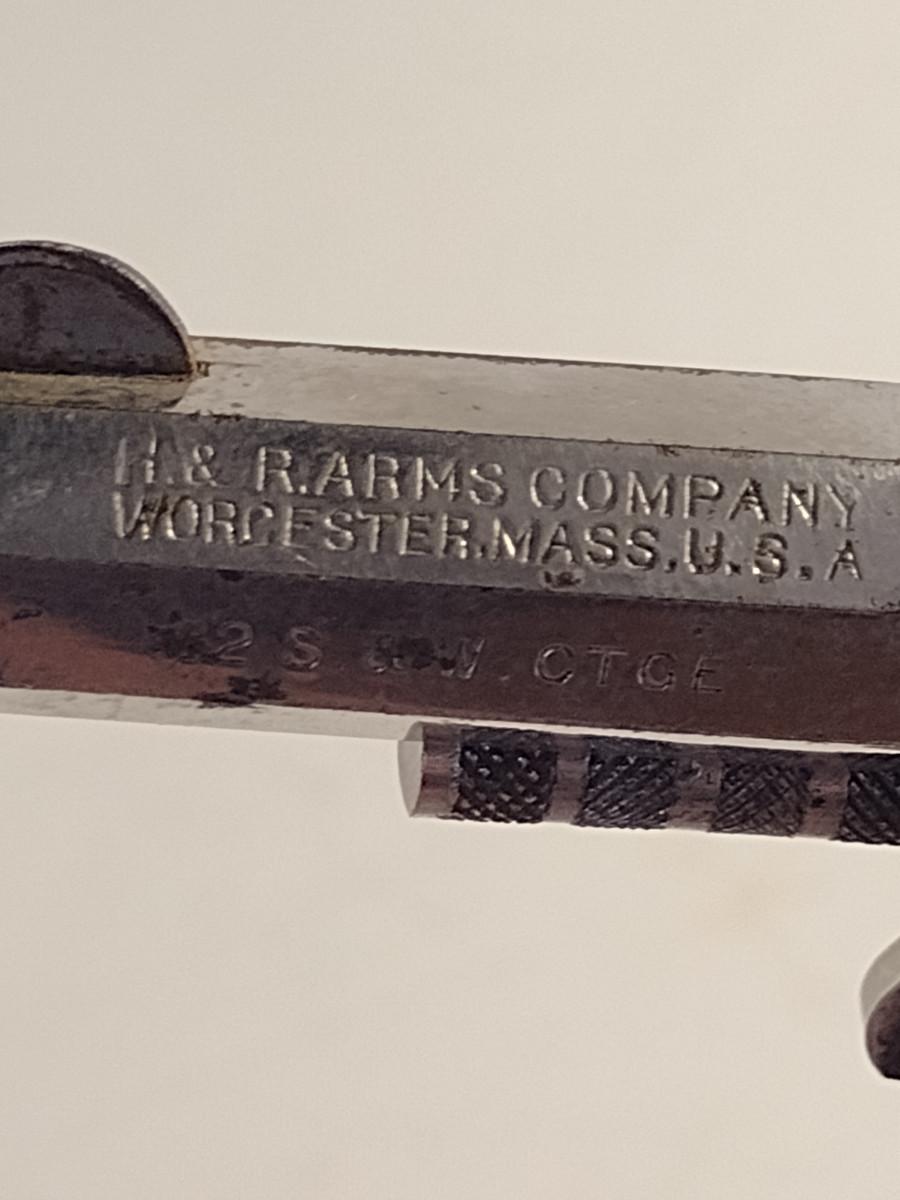 H.& R.ARMS COMPANY
WORCESTER.MASS.U.S.A
S & W. CTGE